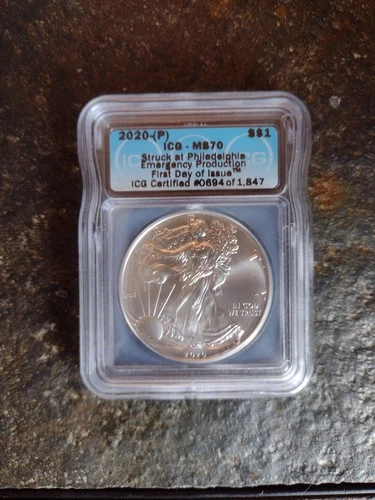 2020-(P) S$1
ICG - MS70
Struck at Philadelphia
Emergency Production
First Day of Issue™
ICG Certified #0694 of 1,847
IN GOD
WE TRUST
2020